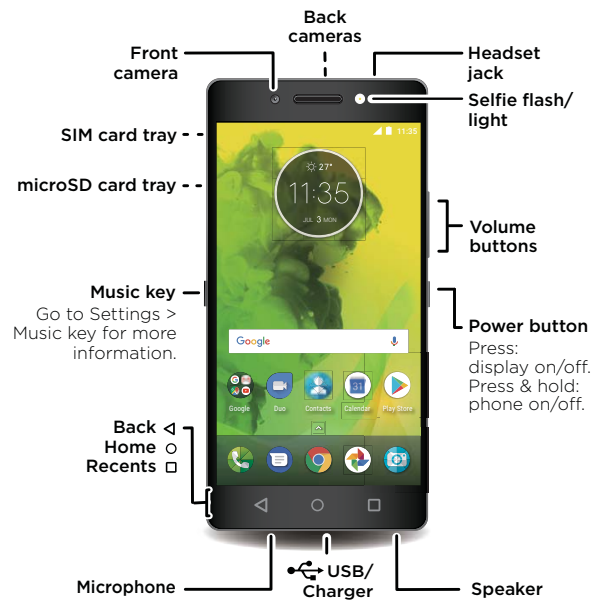 Back
cameras
Front
camera
Headset
jack
Selfie flash/
light
SIM card tray
microSD card tray
11:35
27°
11:35
JUL 3 MON
Volume
buttons
Music key
Go to Settings >
Music key for more
information.
Power button
Press:
display on/off.
Press & hold:
phone on/off.
Google
G
31
Google Duo Contacts Calendar Play Store
Back
Home
Recents
Microphone
USB/
Charger
Speaker